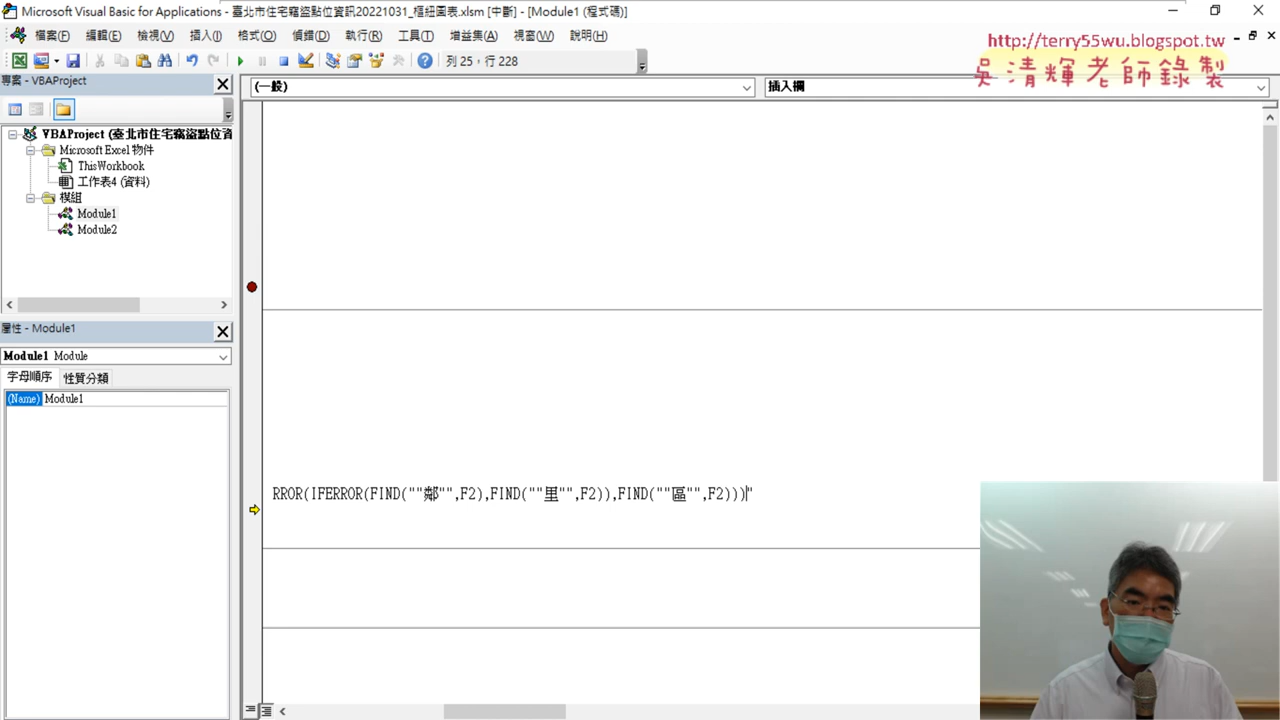 Microsoft Visual Basic for Applications - 臺北市住宅竊盜點位資訊20221031_樞紐圖表.xlsm [中斷] - [Module1 (程式碼)]
檔案(F) 編輯(E) 檢視(V) 插入(I) 格式(O) 偵錯(D) 執行(R) 工具(T) 增益集(A) 視窗(W) 說明(H)
http://terry55wu.blogspot.tw
吳清輝老師錄製
列 25，行 228
專案 - VBAProject
(一般)
插入欄
VBAProject (臺北市住宅竊盜點位資
Microsoft Excel 物件
ThisWorkbook
工作表4 (資料)
模組
Module1
Module2
屬性 - Module1
Module1 Module
字母順序 性質分類
(Name) Module1
RROR(IFERROR(FIND(""鄰"",F2),FIND(""里"",F2)),FIND(""區"",F2)))"